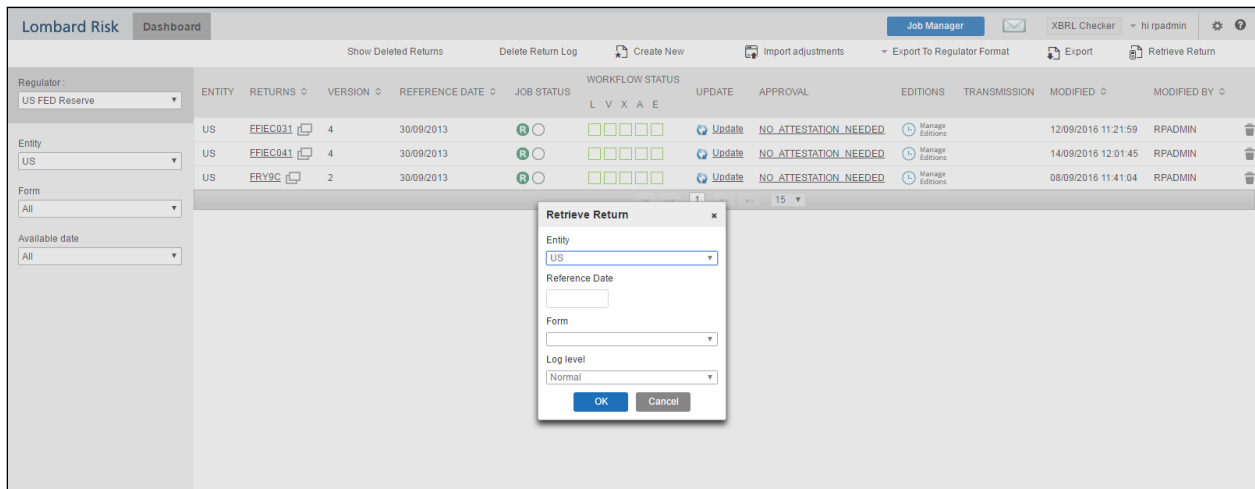 Lombard Risk Dashboard Job Manager XBRL Checker hi rpadmin
Show Deleted Returns Delete Return Log Create New Import adjustments Export To Regulator Format Export Retrieve Return
Regulator :
US FED Reserve
Entity
US
Form
All
Available date
All
ENTITY RETURNS VERSION REFERENCE DATE JOB STATUS WORKFLOW STATUS UPDATE APPROVAL EDITIONS TRANSMISSION MODIFIED MODIFIED BY
L V X A E
US FFIEC031 4 30/09/2013 R Update NO_ATTESTATION_NEEDED Manage Editions 12/09/2016 11:21:59 RPADMIN
US FFIEC041 4 30/09/2013 R Update NO_ATTESTATION_NEEDED Manage Editions 14/09/2016 12:01:45 RPADMIN
US FRY9C 2 30/09/2013 R Update NO_ATTESTATION_NEEDED Manage Editions 08/09/2016 11:41:04 RPADMIN
1 15
Retrieve Return
Entity
US
Reference Date
Form
Log level
Normal
OK Cancel